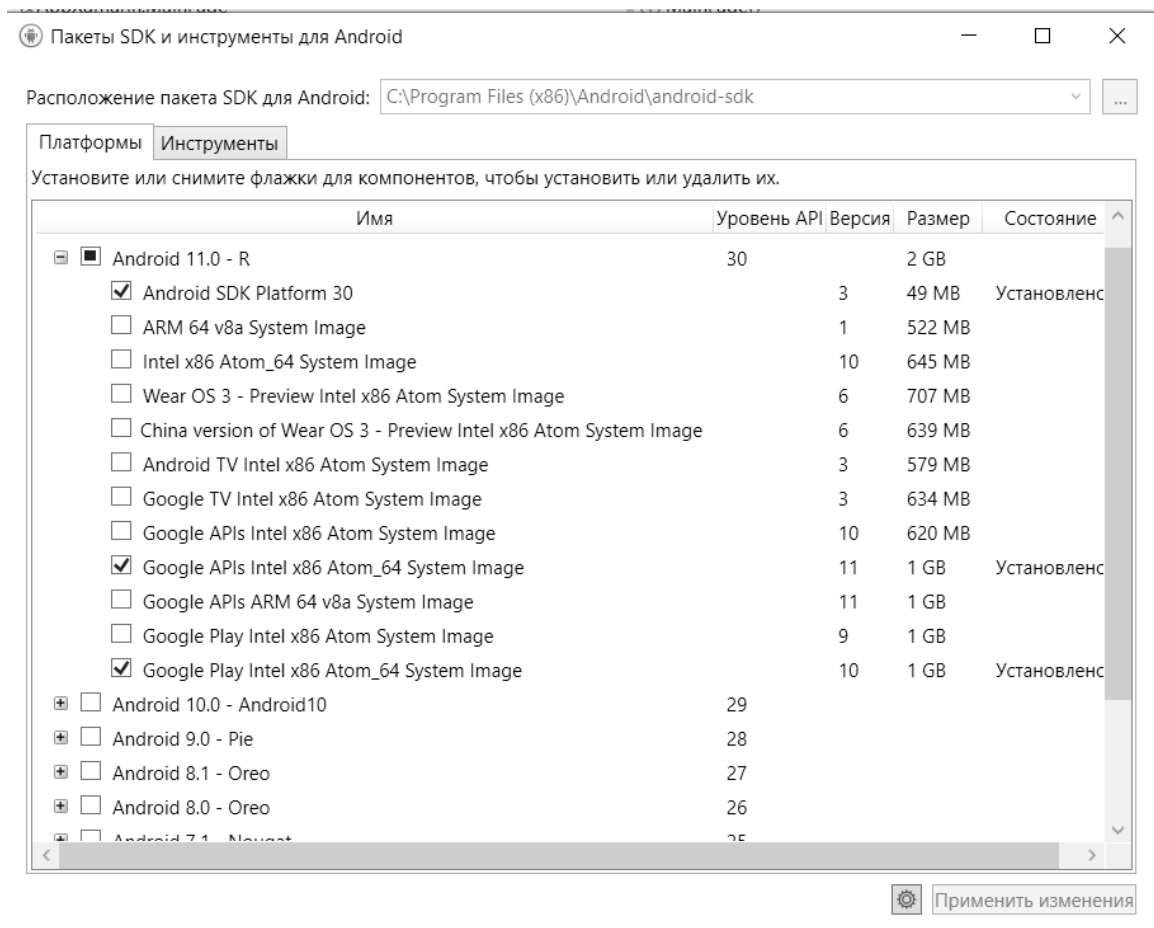 Пакеты SDK и инструменты для Android
Расположение пакета SDK для Android: C:\Program Files (x86)\Android\android-sdk ...
Платформы Инструменты
Установите или снимите флажки для компонентов, чтобы установить или удалить их.
Имя Уровень API Версия Размер Состояние
Android 11.0 - R 30 2 GB
Android SDK Platform 30 3 49 MB Установлено
ARM 64 v8a System Image 1 522 MB
Intel x86 Atom_64 System Image 10 645 MB
Wear OS 3 - Preview Intel x86 Atom System Image 6 707 MB
China version of Wear OS 3 - Preview Intel x86 Atom System Image 6 639 MB
Android TV Intel x86 Atom System Image 3 579 MB
Google TV Intel x86 Atom System Image 3 634 MB
Google APIs Intel x86 Atom System Image 10 620 MB
Google APIs Intel x86 Atom_64 System Image 11 1 GB Установлено
Google APIs ARM 64 v8a System Image 11 1 GB
Google Play Intel x86 Atom System Image 9 1 GB
Google Play Intel x86 Atom_64 System Image 10 1 GB Установлено
Android 10.0 - Android10 29
Android 9.0 - Pie 28
Android 8.1 - Oreo 27
Android 8.0 - Oreo 26
Android 7.1 - Nougat 25
Применить изменения